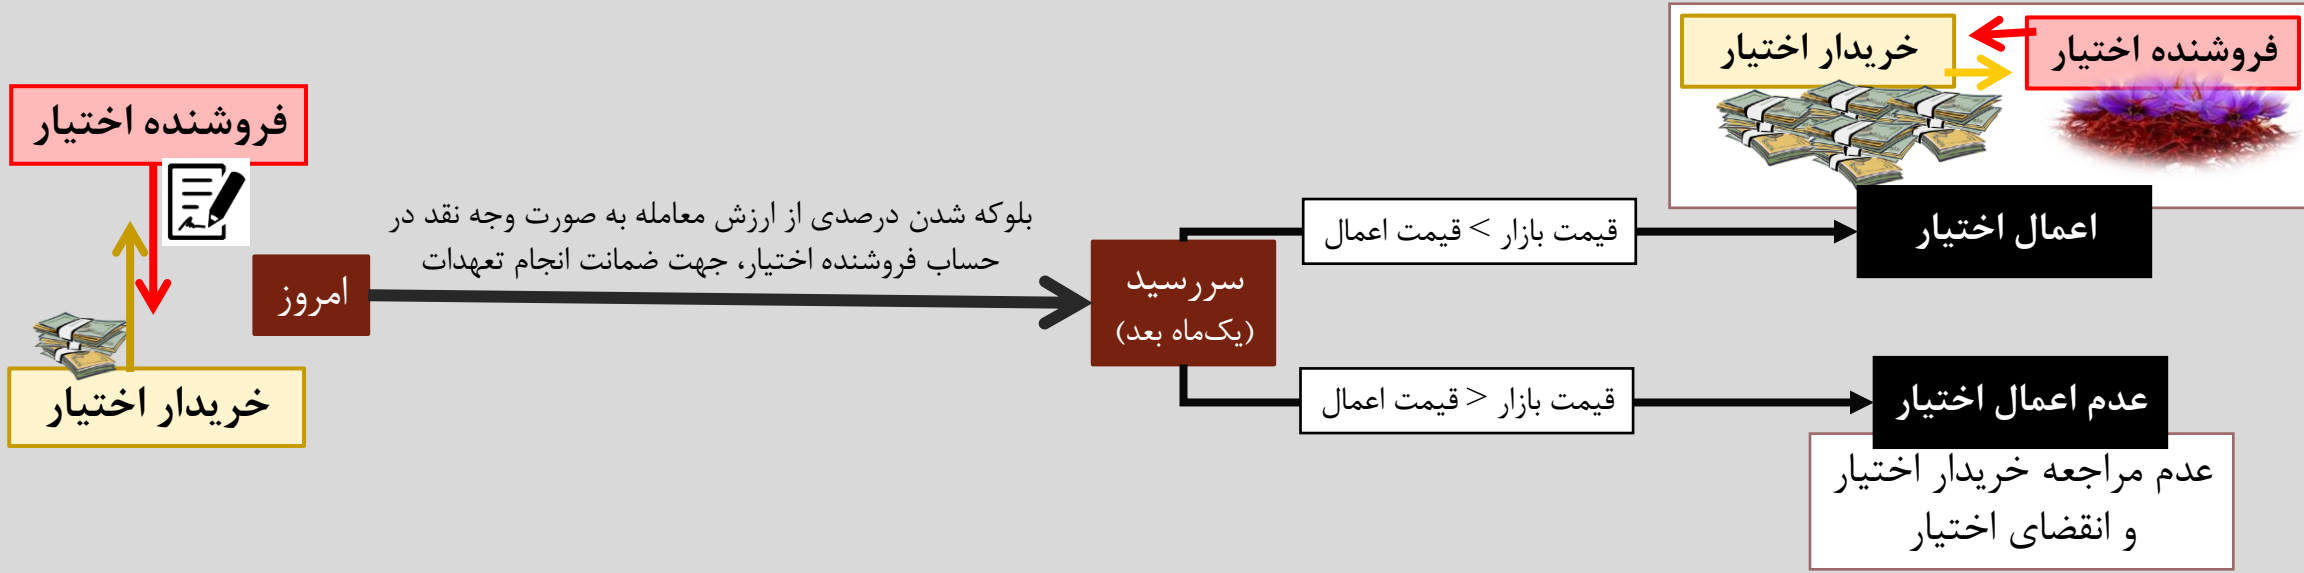 خریدار اختیار
فروشنده اختیار
فروشنده اختیار
بلوکه شدن درصدی از ارزش معامله به صورت وجه نقد در
حساب فروشنده اختیار، جهت ضمانت انجام تعهدات
امروز
خریدار اختیار
سررسید
(یک‌ماه بعد)
قیمت بازار > قیمت اعمال
اعمال اختیار
قیمت بازار < قیمت اعمال
عدم اعمال اختیار
عدم مراجعه خریدار اختیار
و انقضای اختیار